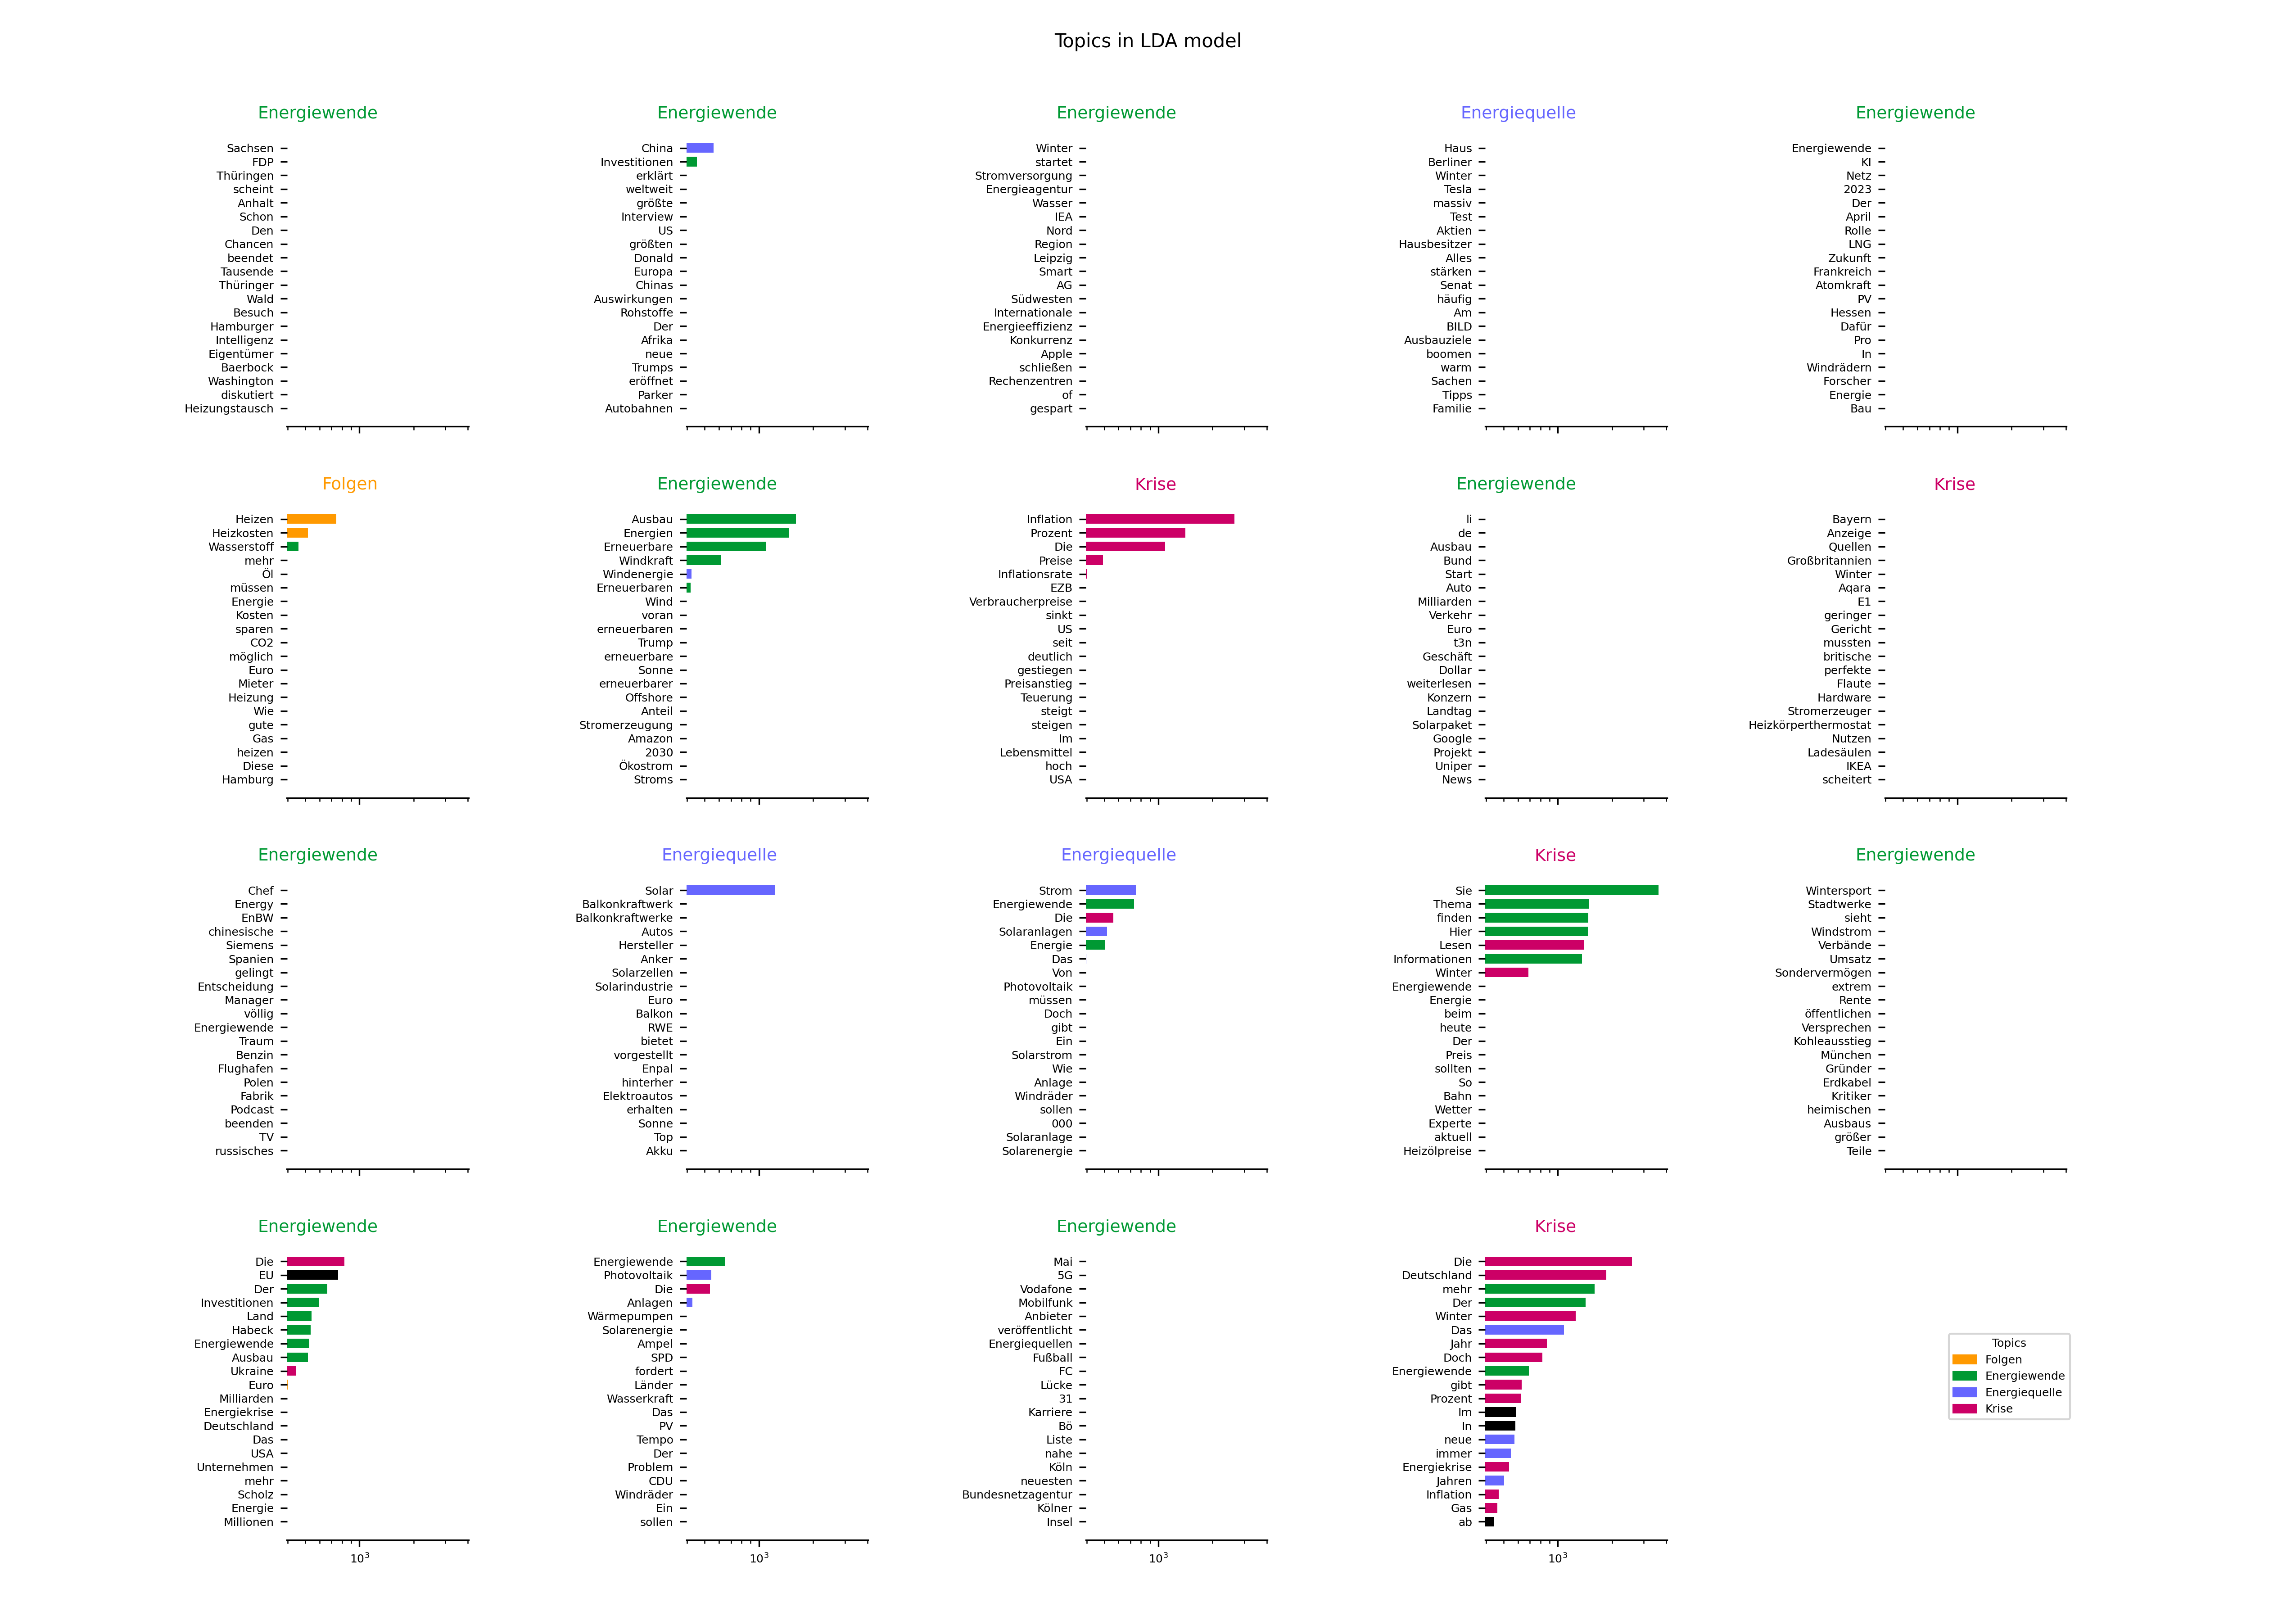 Topics in LDA model
Energiewende
Sachsen
FDP
Thüringen
scheint
Anhalt
Schon
Den
Chancen
beendet
Tausende
Thüringer
Wald
Besuch
Hamburger
Intelligenz
Eigentümer
Baerbock
Washington
diskutiert
Heizungstausch
Energiewende
China
Investitionen
erklärt
weltweit
größte
Interview
US
größten
Donald
Europa
Chinas
Auswirkungen
Rohstoffe
Der
Afrika
neue
Trumps
eröffnet
Parker
Autobahnen
Energiewende
Winter
startet
Stromversorgung
Energieagentur
Wasser
IEA
Nord
Region
Leipzig
Smart
AG
Südwesten
Internationale
Energieeffizienz
Konkurrenz
Apple
schließen
Rechenzentren
of
gespart
Energiequelle
Haus
Berliner
Winter
Tesla
massiv
Test
Aktien
Hausbesitzer
Alles
stärken
Senat
häufig
Am
BILD
Ausbauziele
boomen
warm
Sachen
Tipps
Familie
Energiewende
Energiewende
KI
Netz
2023
Der
April
Rolle
LNG
Zukunft
Frankreich
Atomkraft
PV
Hessen
Dafür
Pro
In
Windrädern
Forscher
Energie
Bau
Folgen
Heizen
Heizkosten
Wasserstoff
mehr
Öl
müssen
Energie
Kosten
sparen
CO2
möglich
Euro
Mieter
Heizung
Wie
gute
Gas
heizen
Diese
Hamburg
Energiewende
Ausbau
Energien
Erneuerbare
Windkraft
Windenergie
Erneuerbaren
Wind
voran
erneuerbaren
Trump
erneuerbare
Sonne
erneuerbarer
Offshore
Anteil
Stromerzeugung
Amazon
2030
Ökostrom
Stroms
Krise
Inflation
Prozent
Die
Preise
Inflationsrate
EZB
Verbraucherpreise
sinkt
US
seit
deutlich
gestiegen
Preisanstieg
Teuerung
steigt
steigen
Im
Lebensmittel
hoch
USA
Energiewende
li
de
Ausbau
Bund
Start
Auto
Milliarden
Verkehr
Euro
t3n
Geschäft
Dollar
weiterlesen
Konzern
Landtag
Solarpaket
Google
Projekt
Uniper
News
Krise
Bayern
Anzeige
Quellen
Großbritannien
Winter
Aqara
E1
geringer
Gericht
mussten
britische
perfekte
Flaute
Hardware
Stromerzeuger
Heizkörperthermostat
Nutzen
Ladesäulen
IKEA
scheitert
Energiewende
Chef
Energy
EnBW
chinesische
Siemens
Spanien
gelingt
Entscheidung
Manager
völlig
Energiewende
Traum
Benzin
Flughafen
Polen
Fabrik
Podcast
beenden
TV
russisches
Energiequelle
Solar
Balkonkraftwerk
Balkonkraftwerke
Autos
Hersteller
Anker
Solarzellen
Solarindustrie
Euro
Balkon
RWE
bietet
vorgestellt
Enpal
hinterher
Elektroautos
erhalten
Sonne
Top
Akku
Energiequelle
Strom
Energiewende
Die
Solaranlagen
Energie
Das
Von
Photovoltaik
müssen
Doch
gibt
Ein
Solarstrom
Wie
Anlage
Windräder
sollen
000
Solaranlage
Solarenergie
Krise
Sie
Thema
finden
Hier
Lesen
Informationen
Winter
Energiewende
Energie
beim
heute
Der
Preis
sollten
So
Bahn
Wetter
Experte
aktuell
Heizölpreise
Energiewende
Wintersport
Stadtwerke
sieht
Windstrom
Verbände
Umsatz
Sondervermögen
extrem
Rente
öffentlichen
Versprechen
Kohleausstieg
München
Gründer
Erdkabel
Kritiker
heimischen
Ausbaus
größer
Teile
Energiewende
Die
EU
Der
Investitionen
Land
Habeck
Energiewende
Ausbau
Ukraine
Euro
Milliarden
Energiekrise
Deutschland
Das
USA
Unternehmen
mehr
Scholz
Energie
Millionen
10³
Energiewende
Energiewende
Photovoltaik
Die
Anlagen
Wärmepumpen
Solarenergie
Ampel
SPD
fordert
Länder
Wasserkraft
Das
PV
Tempo
Der
Problem
CDU
Windräder
Ein
sollen
10³
Energiewende
Mai
5G
Vodafone
Mobilfunk
Anbieter
veröffentlicht
Energiequellen
Fußball
FC
Lücke
31
Karriere
Bö
Liste
nahe
Köln
neuesten
Bundesnetzagentur
Kölner
Insel
10³
Krise
Die
Deutschland
mehr
Der
Winter
Das
Jahr
Doch
Energiewende
gibt
Prozent
Im
In
neue
immer
Energiekrise
Jahren
Inflation
Gas
ab
10³
Topics
Folgen
Energiewende
Energiequelle
Krise